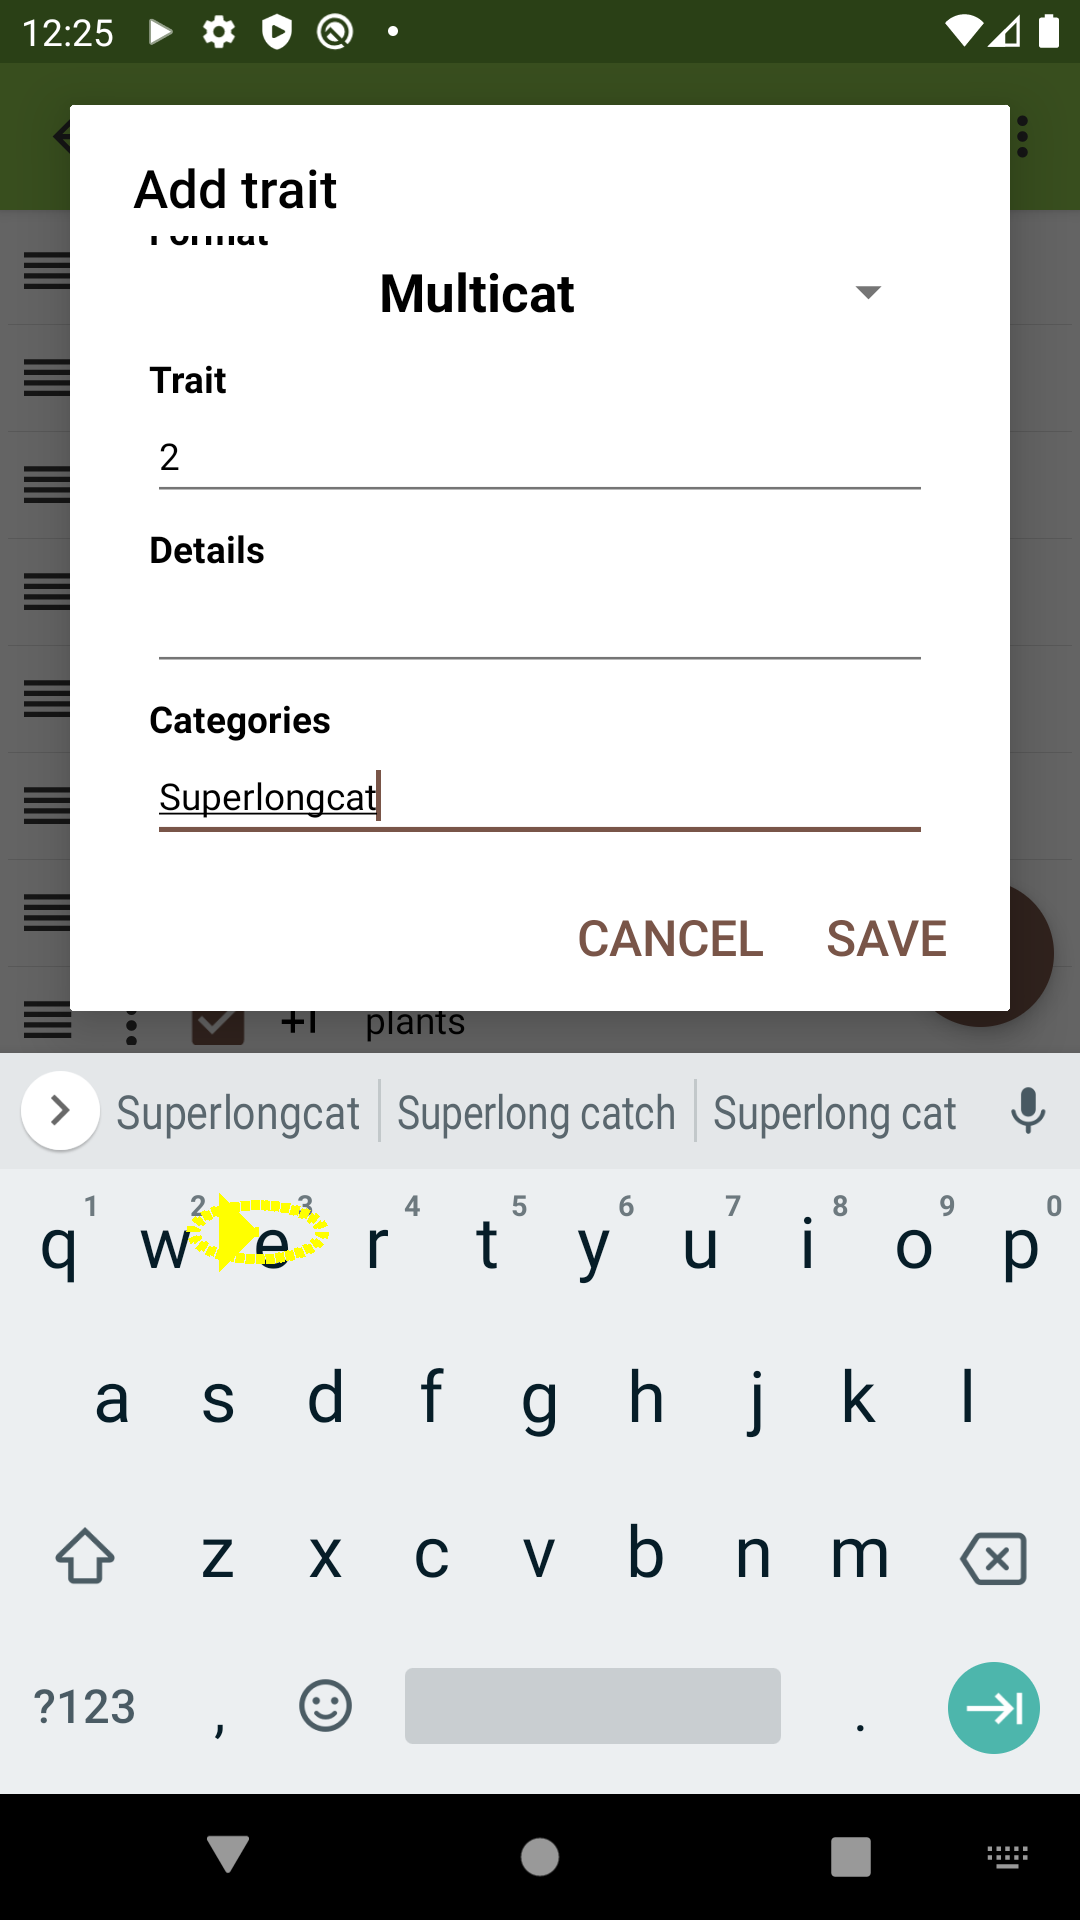 12:25
Add trait
Format
Multicat
Trait
2
Details
Categories
Superlongcat
CANCEL SAVE
+1 plants
Superlongcat Superlong catch Superlong cat
1 2 3 4 5 6 7 8 9 0
q w e r t y u i o p
a s d f g h j k l
z x c v b n m
?123 , .